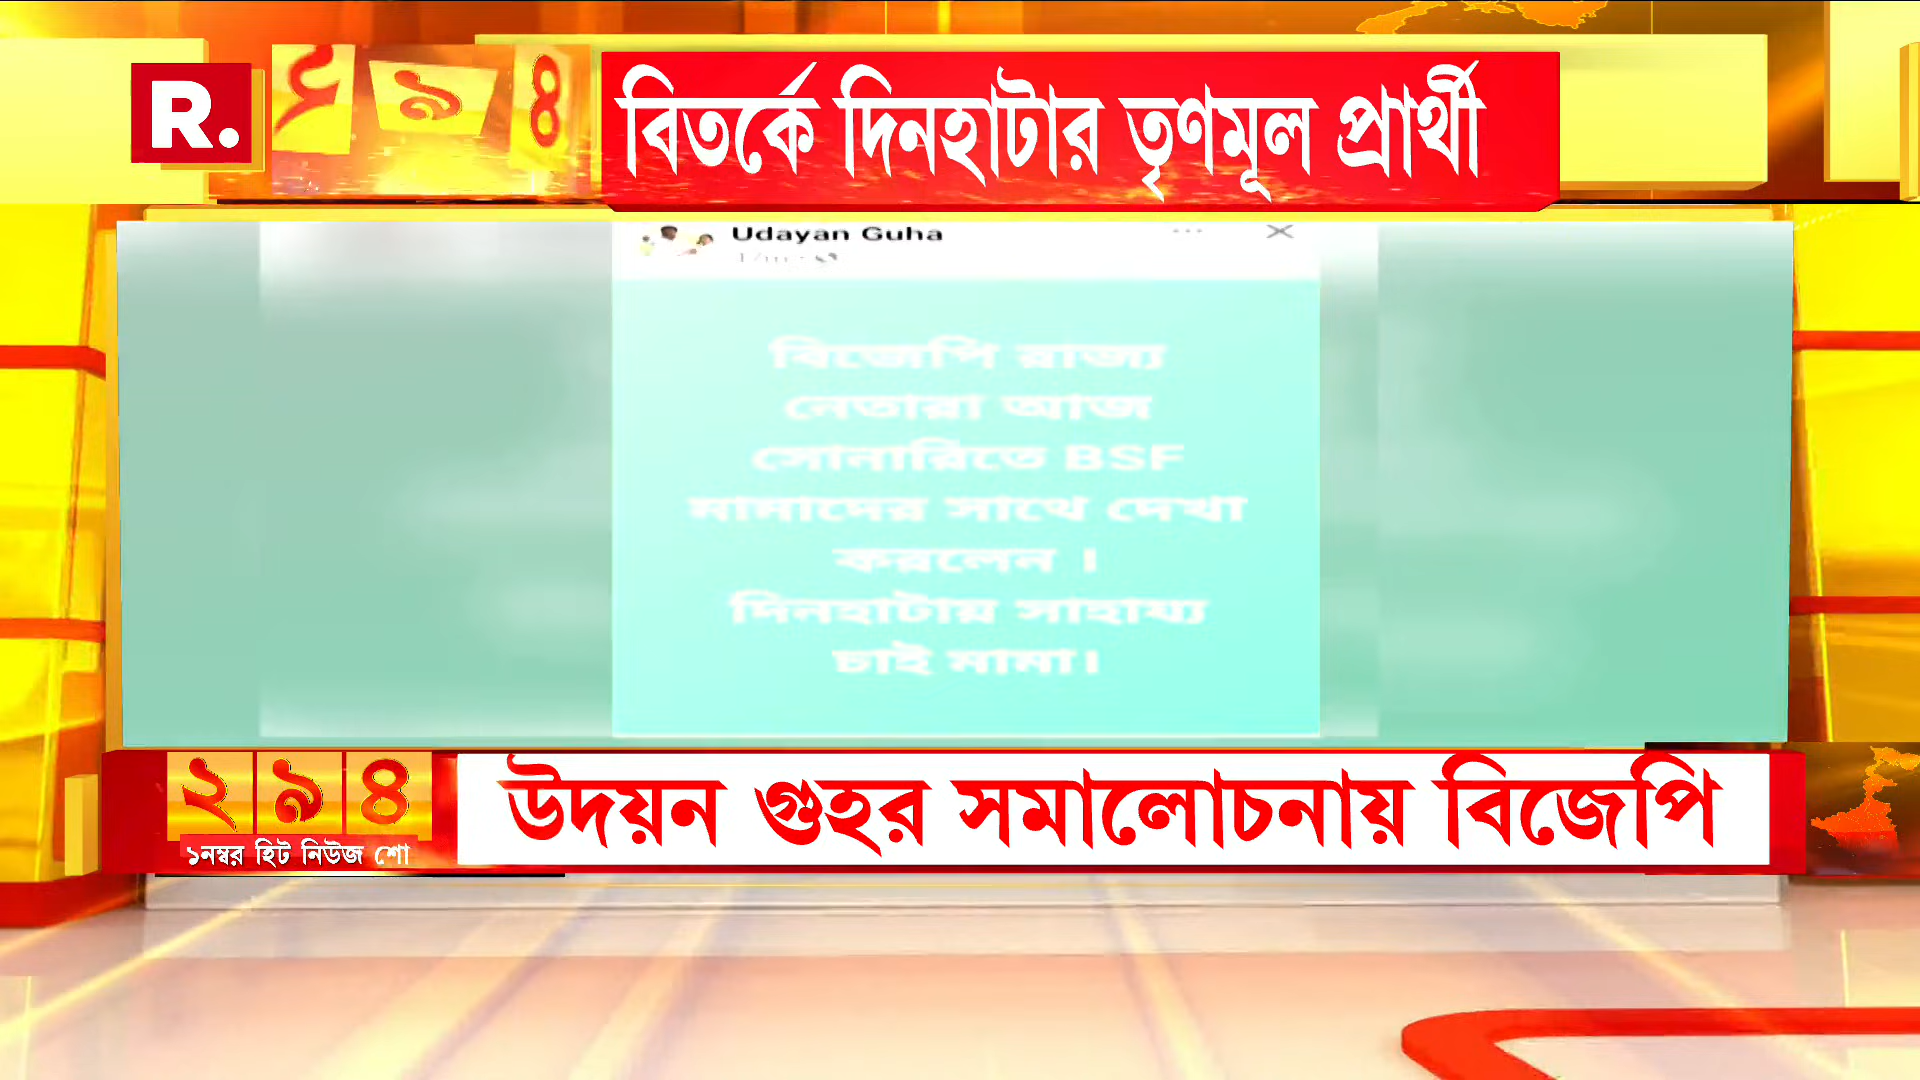 R.
২৯৪
বিতর্কে দিনহাটার তৃণমূল প্রার্থী
Udayan Guha
বিজেপি রাজ্য
নেতারা আজ
সোনারিতে BSF
মামাদের সাথে দেখা
করলেন ।
দিনহাটায় সাহায্য
চাই মামা।
২৯৪
১নম্বর হিট নিউজ শো
উদয়ন গুহর সমালোচনায় বিজেপি